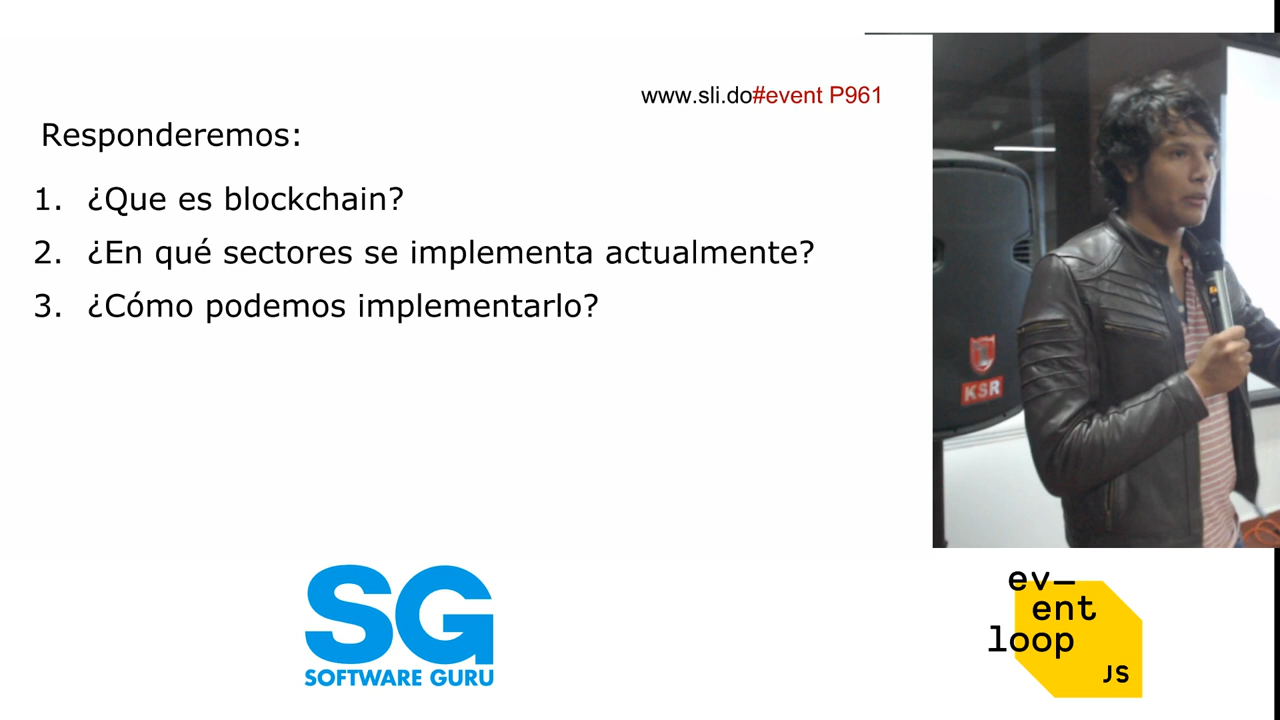 www.sli.do#event P961
Responderemos:
1. ¿Que es blockchain?
2. ¿En qué sectores se implementa actualmente?
3. ¿Cómo podemos implementarlo?
KSR
SG
SOFTWARE GURU
ev—
ent
loop
JS